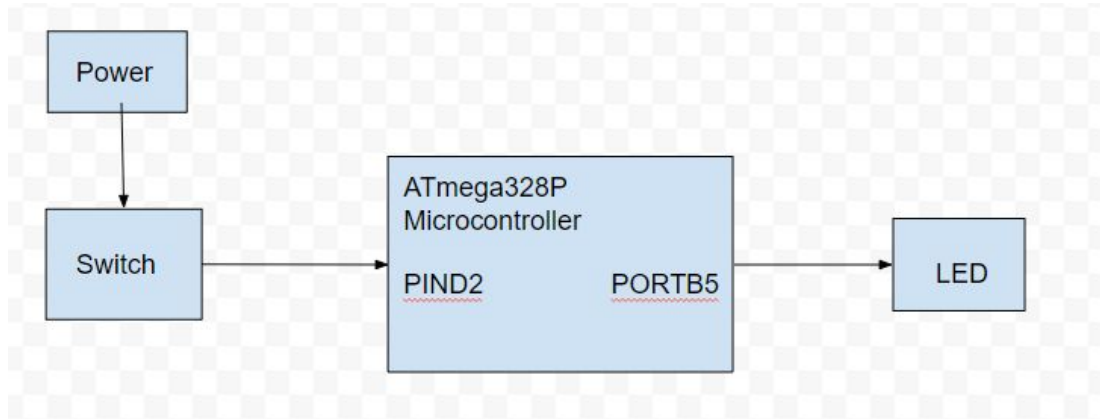 Power
Switch
ATmega328P
Microcontroller
PIND2
PORTB5
LED